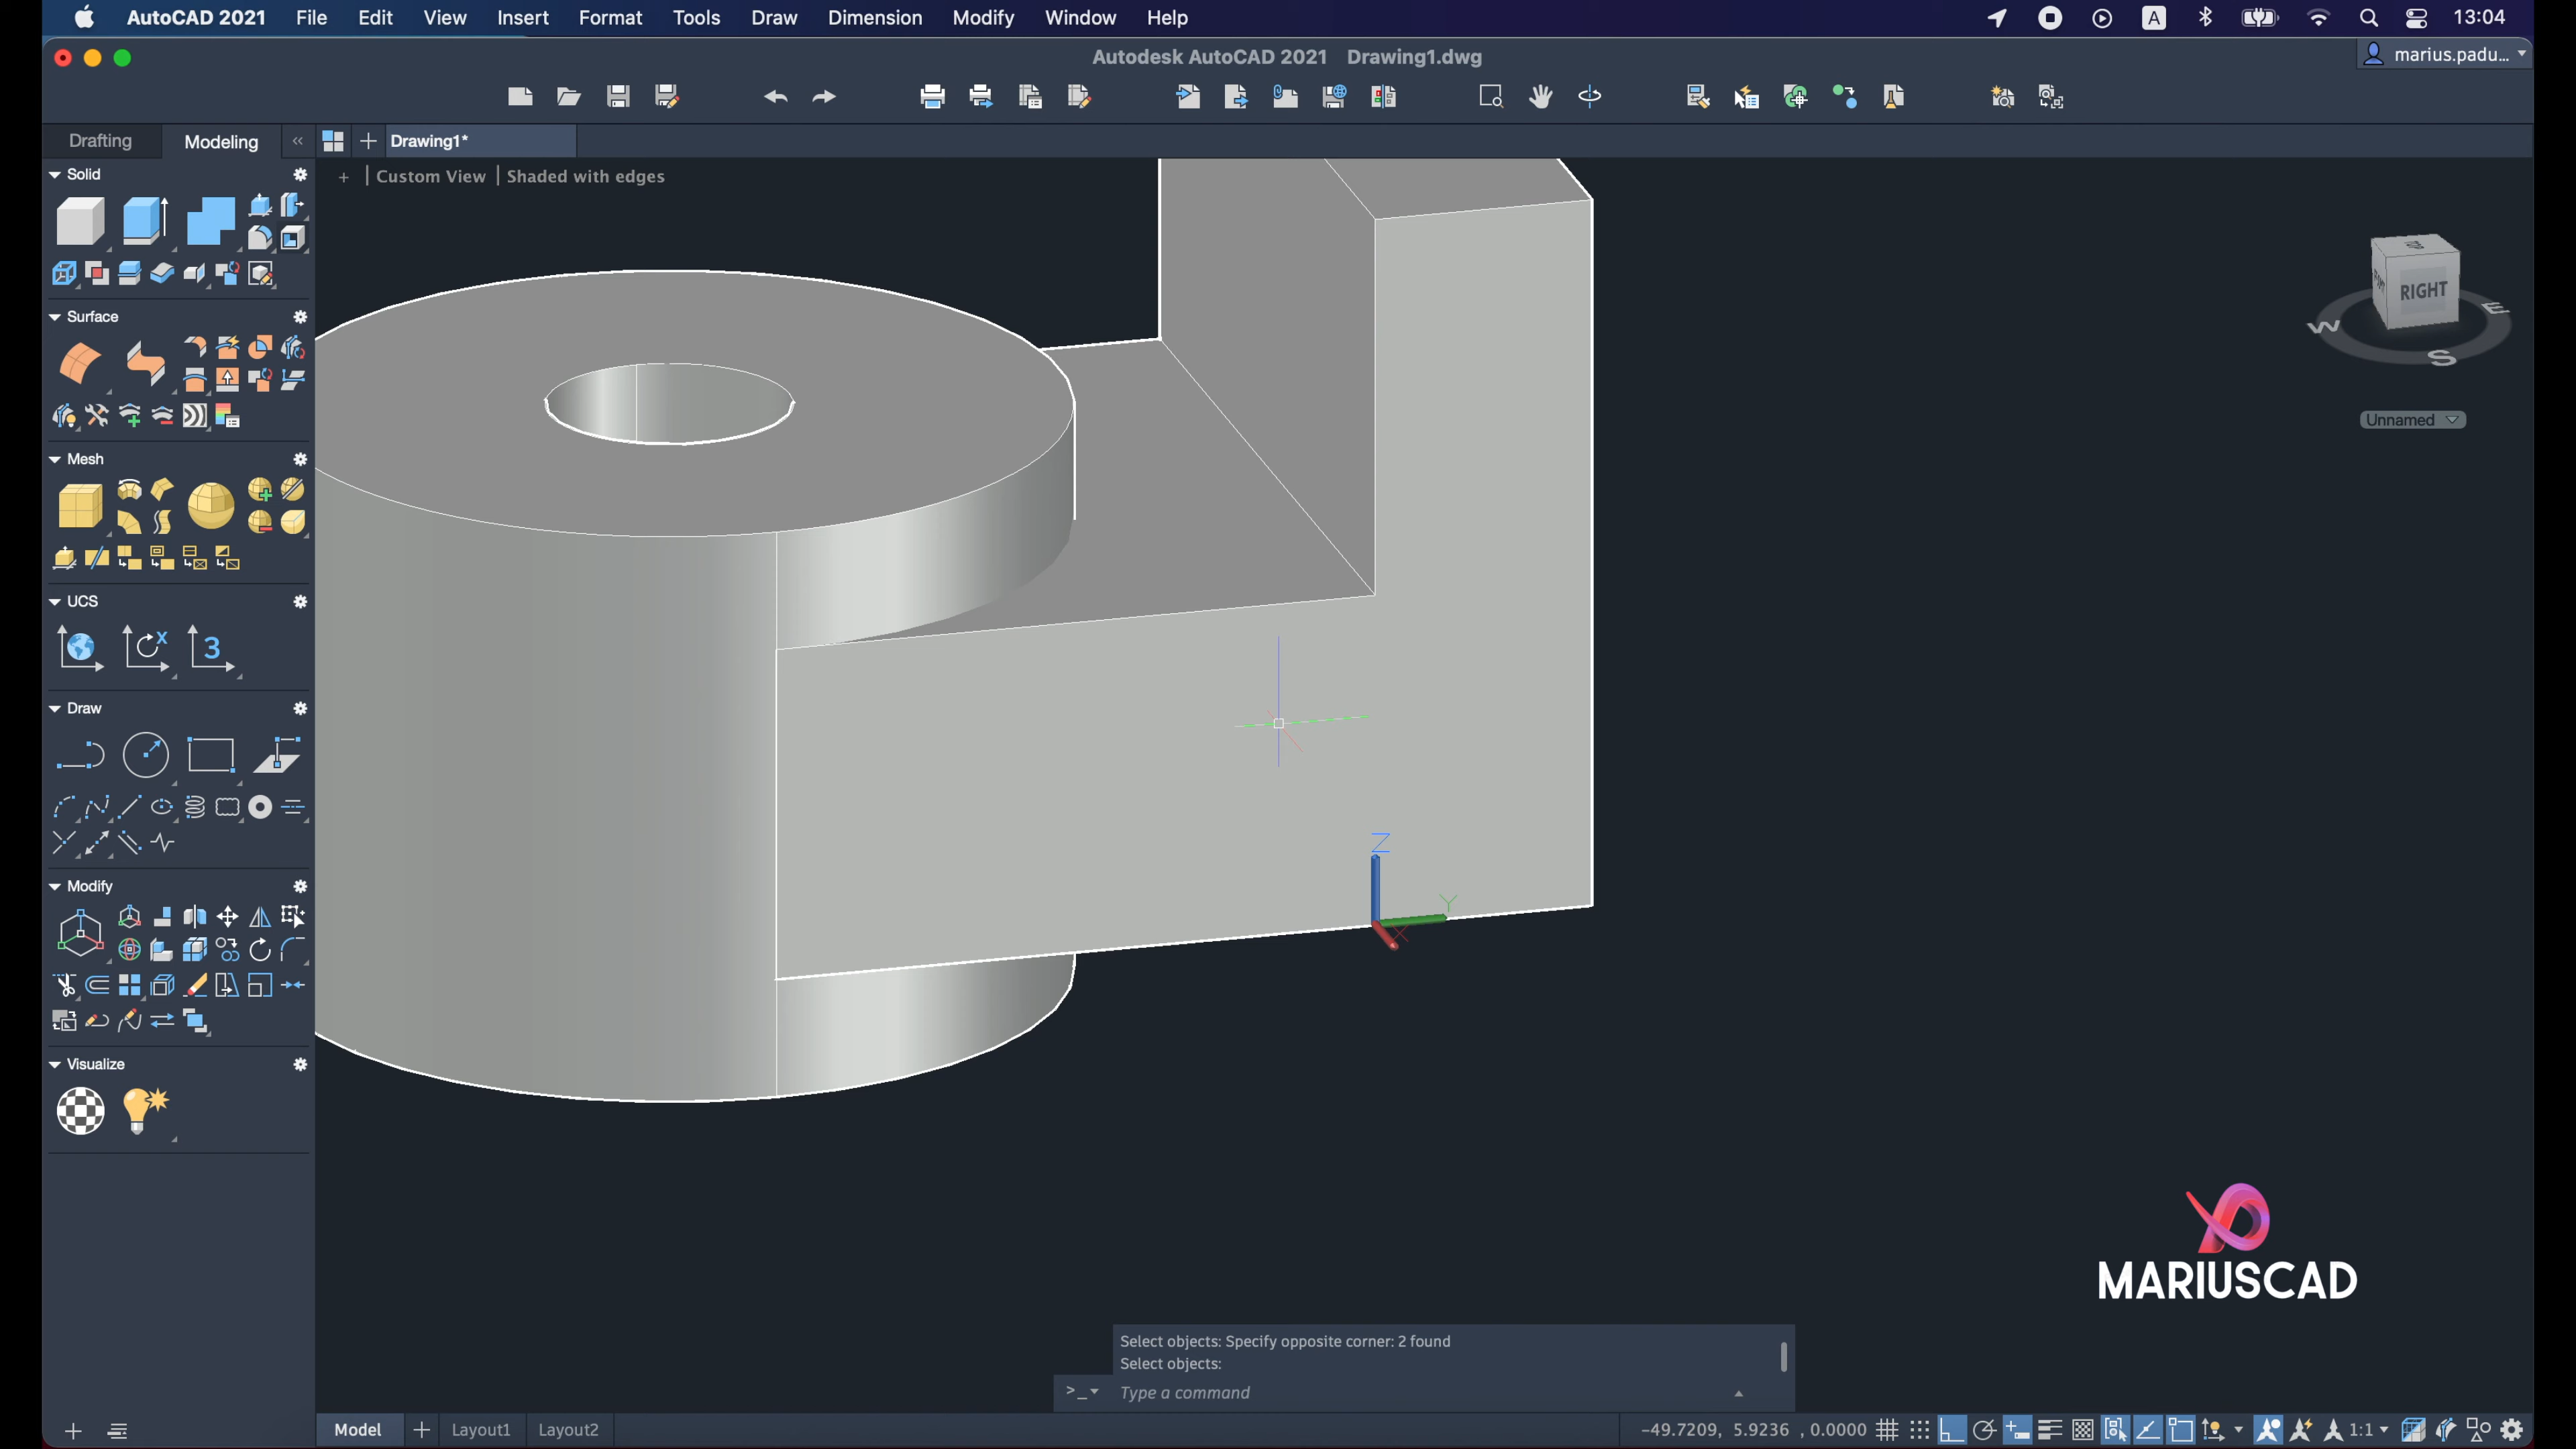 AutoCAD 2021 File Edit View Insert Format Tools Draw Dimension Modify Window Help A 13:04
Autodesk AutoCAD 2021 Drawing1.dwg marius.padu...
Drafting Modeling « + Drawing1*
Solid
+ | Custom View | Shaded with edges
TOP
RIGHT
W S E
Unnamed
Surface
Mesh
UCS
X 3
Draw
Modify
Z
Y
X
Visualize
MARIUSCAD
Select objects: Specify opposite corner: 2 found
Select objects:
>_ Type a command
Model + Layout1 Layout2 -49.7209, 5.9236 , 0.0000 1:1